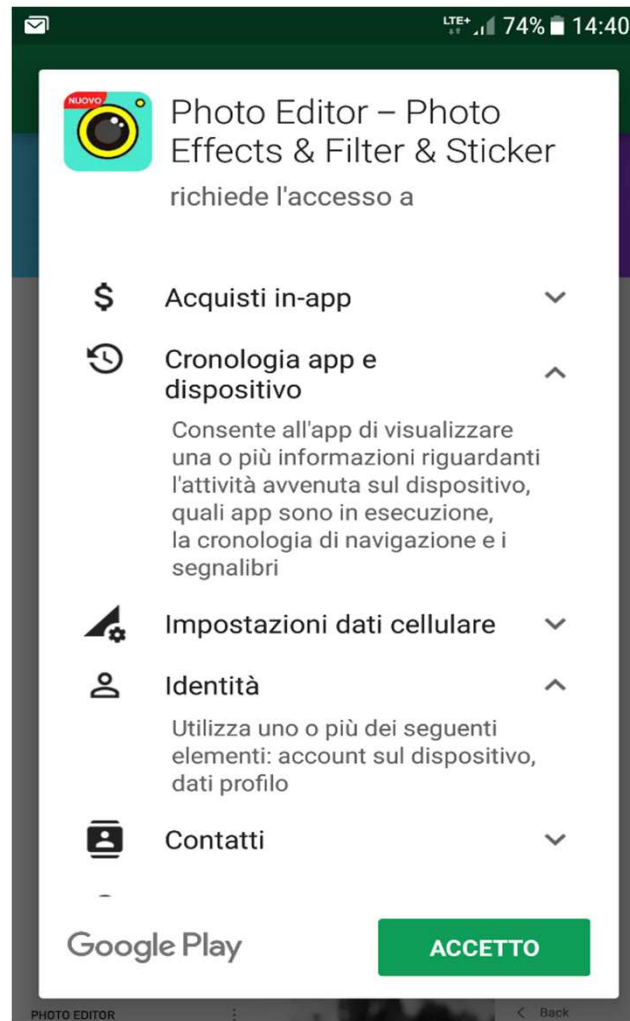 LTE+ 74% 14:40
NUOVO
Photo Editor – Photo
Effects & Filter & Sticker
richiede l'accesso a
$ Acquisti in-app
Cronologia app e
dispositivo
Consente all'app di visualizzare
una o più informazioni riguardanti
l'attività avvenuta sul dispositivo,
quali app sono in esecuzione,
la cronologia di navigazione e i
segnalibri
Impostazioni dati cellulare
Identità
Utilizza uno o più dei seguenti
elementi: account sul dispositivo,
dati profilo
Contatti
Google Play ACCETTO
PHOTO EDITOR Back